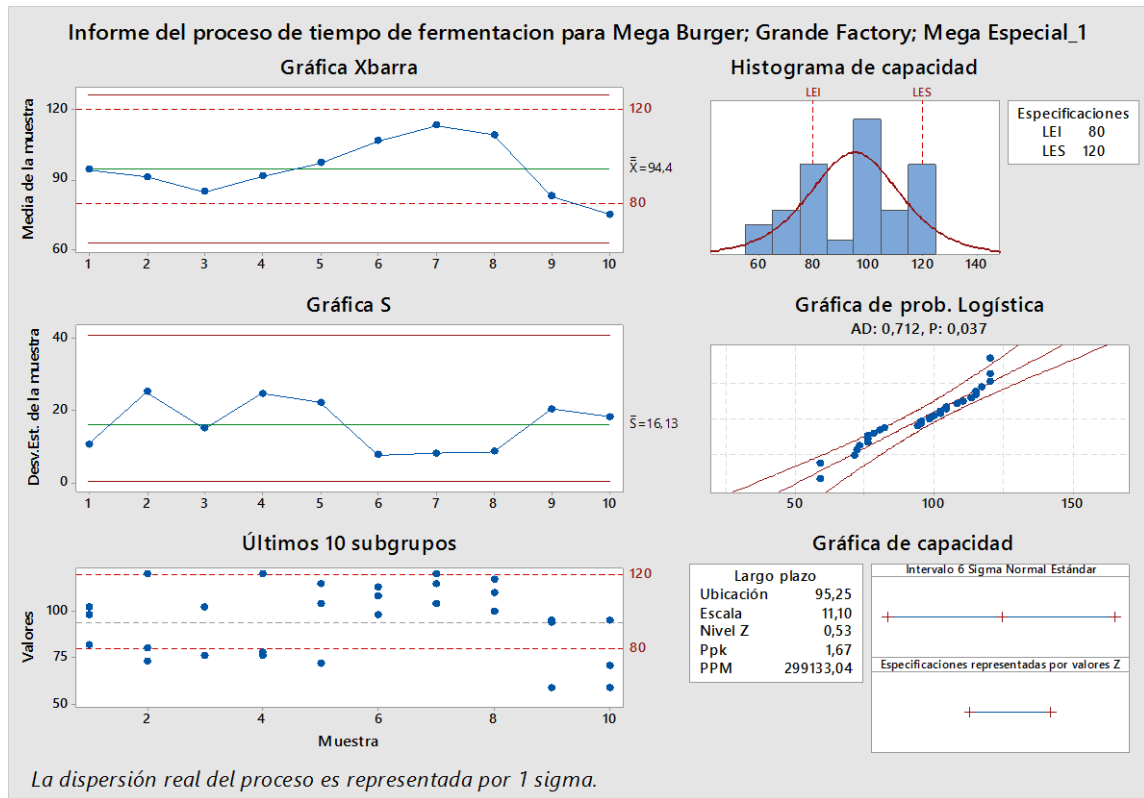 Informe del proceso de tiempo de fermentacion para Mega Burger; Grande Factory; Mega Especial_1
Gráfica Xbarra
Media de la muestra
120
90
60
120
X=94,4
80
1 2 3 4 5 6 7 8 9 10
Histograma de capacidad
LEI LES
60 80 100 120 140
Especificaciones
LEI 80
LES 120
Gráfica S
Desv.Est. de la muestra
40
20
0
S=16,13
1 2 3 4 5 6 7 8 9 10
Gráfica de prob. Logística
AD: 0,712, P: 0,037
50 100 150
Últimos 10 subgrupos
Valores
100
75
50
120
80
2 4 6 8 10
Muestra
Gráfica de capacidad
Largo plazo
Ubicación 95,25
Escala 11,10
Nivel Z 0,53
Ppk 1,67
PPM 299133,04
Intervalo 6 Sigma Normal Estándar
Especificaciones representadas por valores Z
La dispersión real del proceso es representada por 1 sigma.